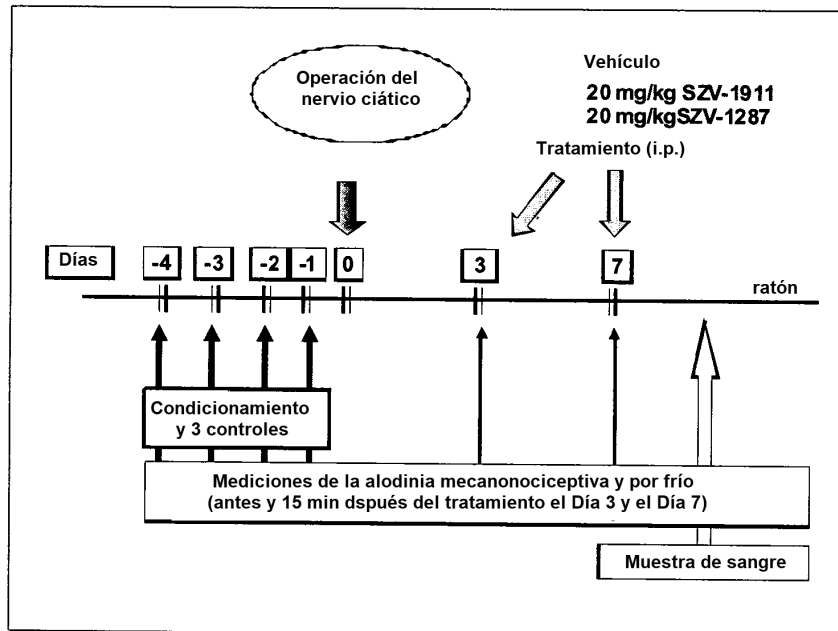 Operación del
nervio ciático
Vehículo
20 mg/kg SZV-1911
20 mg/kgSZV-1287
Tratamiento (i.p.)
Días
-4
-3
-2
-1
0
3
7
ratón
Condicionamiento
y 3 controles
Mediciones de la alodinia mecanonociceptiva y por frío
(antes y 15 min dspués del tratamiento el Día 3 y el Día 7)
Muestra de sangre